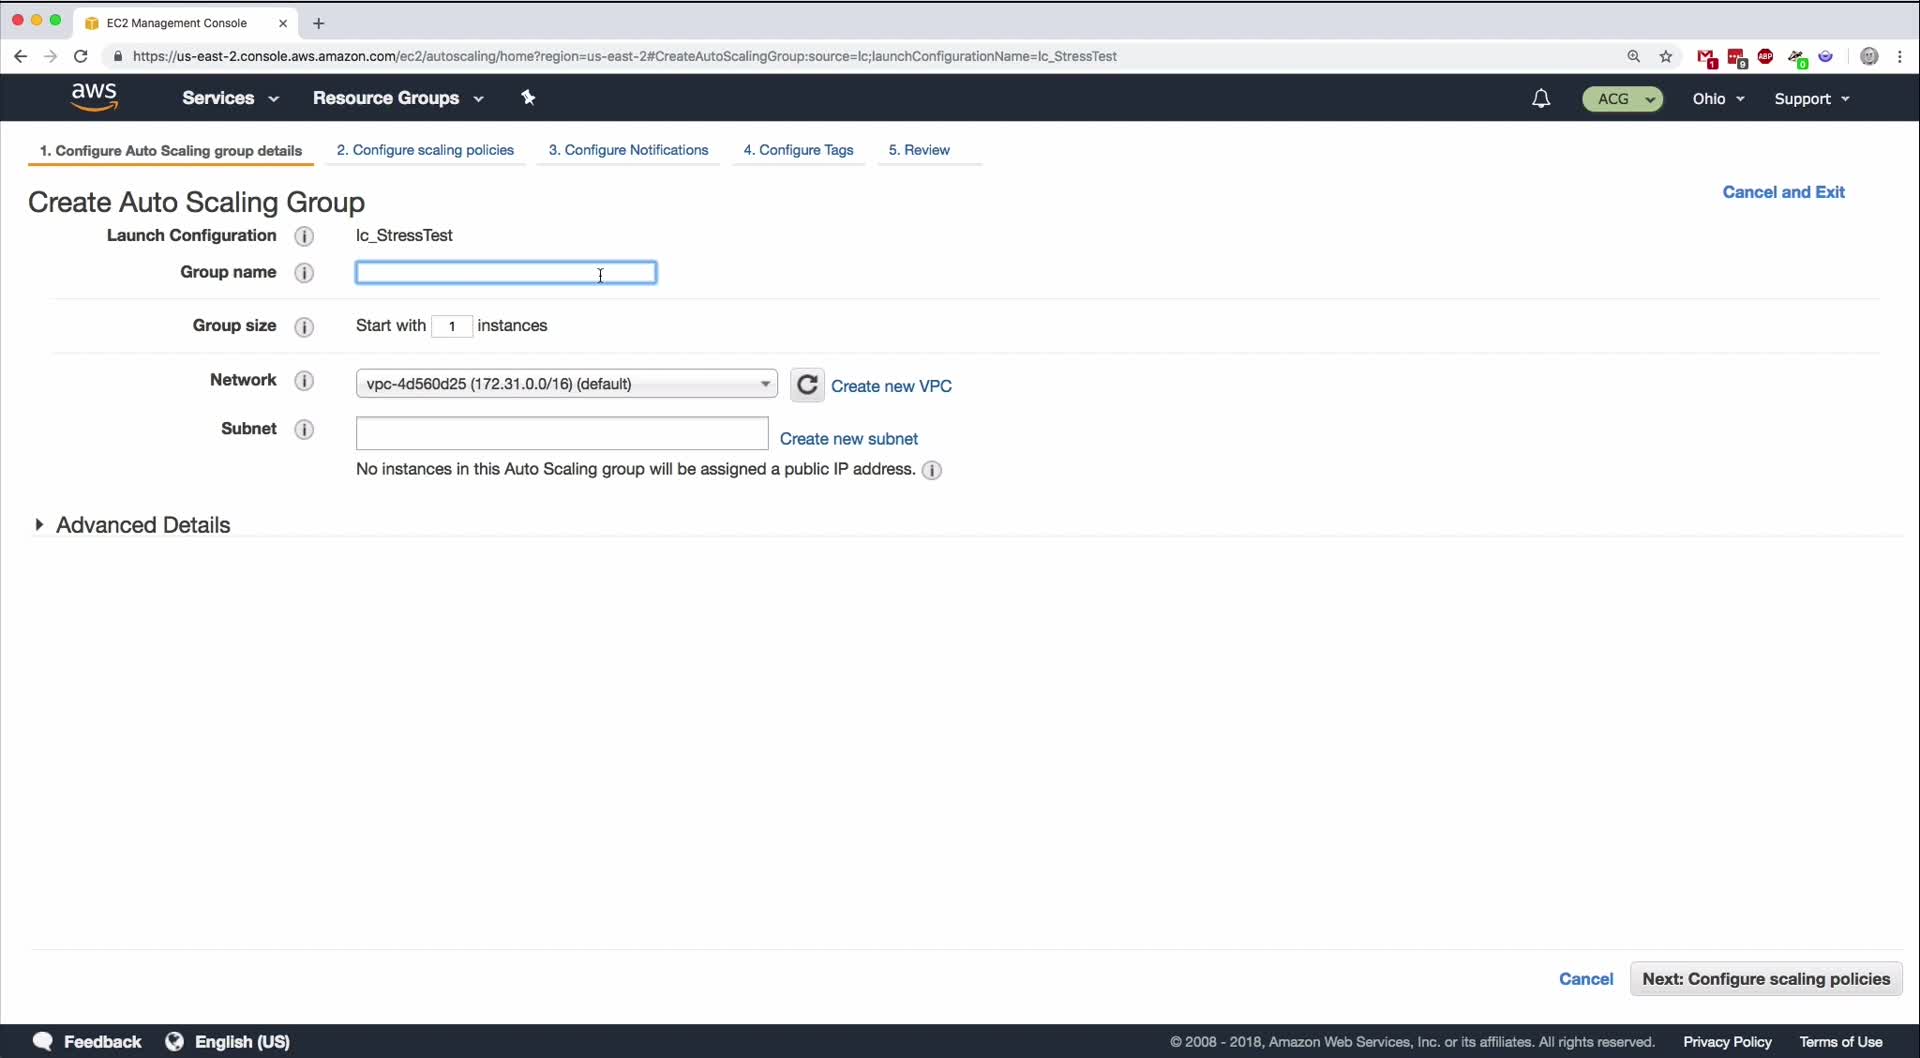 EC2 Management Console
https://us-east-2.console.aws.amazon.com/ec2/autoscaling/home?region=us-east-2#CreateAutoScalingGroup:source=lc;launchConfigurationName=lc_StressTest
1
9
ABP
0
aws Services Resource Groups ACG Ohio Support
1. Configure Auto Scaling group details 2. Configure scaling policies 3. Configure Notifications 4. Configure Tags 5. Review
Create Auto Scaling Group Cancel and Exit
Launch Configuration i lc_StressTest
Group name i
Group size i Start with 1 instances
Network i vpc-4d560d25 (172.31.0.0/16) (default) Create new VPC
Subnet i Create new subnet
No instances in this Auto Scaling group will be assigned a public IP address. i
Advanced Details
Cancel Next: Configure scaling policies
Feedback English (US) © 2008 - 2018, Amazon Web Services, Inc. or its affiliates. All rights reserved. Privacy Policy Terms of Use